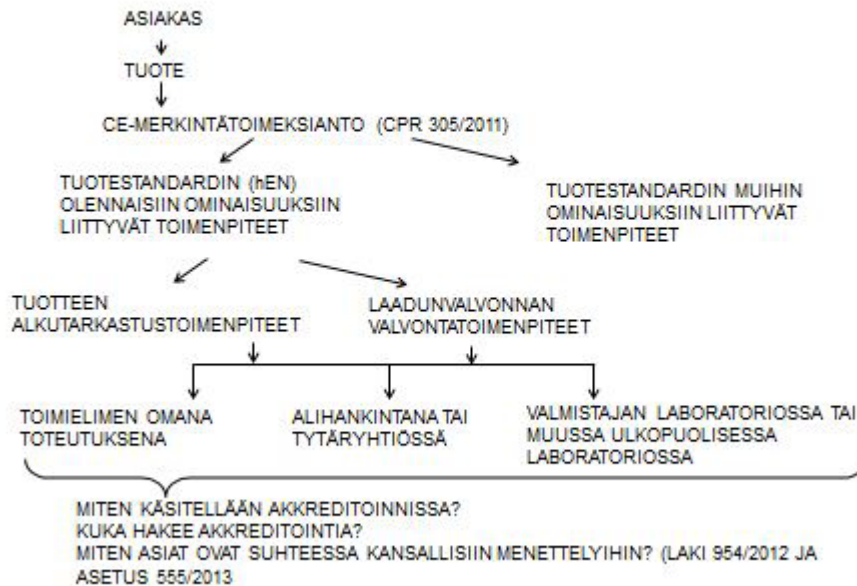 ASIAKAS
TUOTE
CE-MERKINTÄTOIMEKSIANTO (CPR 305/2011)
TUOTESTANDARDIN (hEN)
OLENNAISIIN OMINAISUUKSIIN
LIITTYVÄT TOIMENPITEET
TUOTESTANDARDIN MUIHIN
OMINAISUUKSIIN LIITTYVÄT
TOIMENPITEET
TUOTTEEN
ALKUTARKASTUSTOIMENPITEET
LAADUNVALVONNAN
VALVONTATOIMENPITEET
TOIMIELIMEN OMANA
TOTEUTUKSENA
ALIHANKINTANA TAI
TYTÄRYHTIÖSSÄ
VALMISTAJAN LABORATORIOSSA TAI
MUUSSA ULKOPUOLISESSA
LABORATORIOSSA
MITEN KÄSITELLÄÄN AKKREDITOINNISSA?
KUKA HAKEE AKKREDITOINTIA?
MITEN ASIAT OVAT SUHTEESSA KANSALLISIIN MENETTELYIHIN? (LAKI 954/2012 JA
ASETUS 555/2013